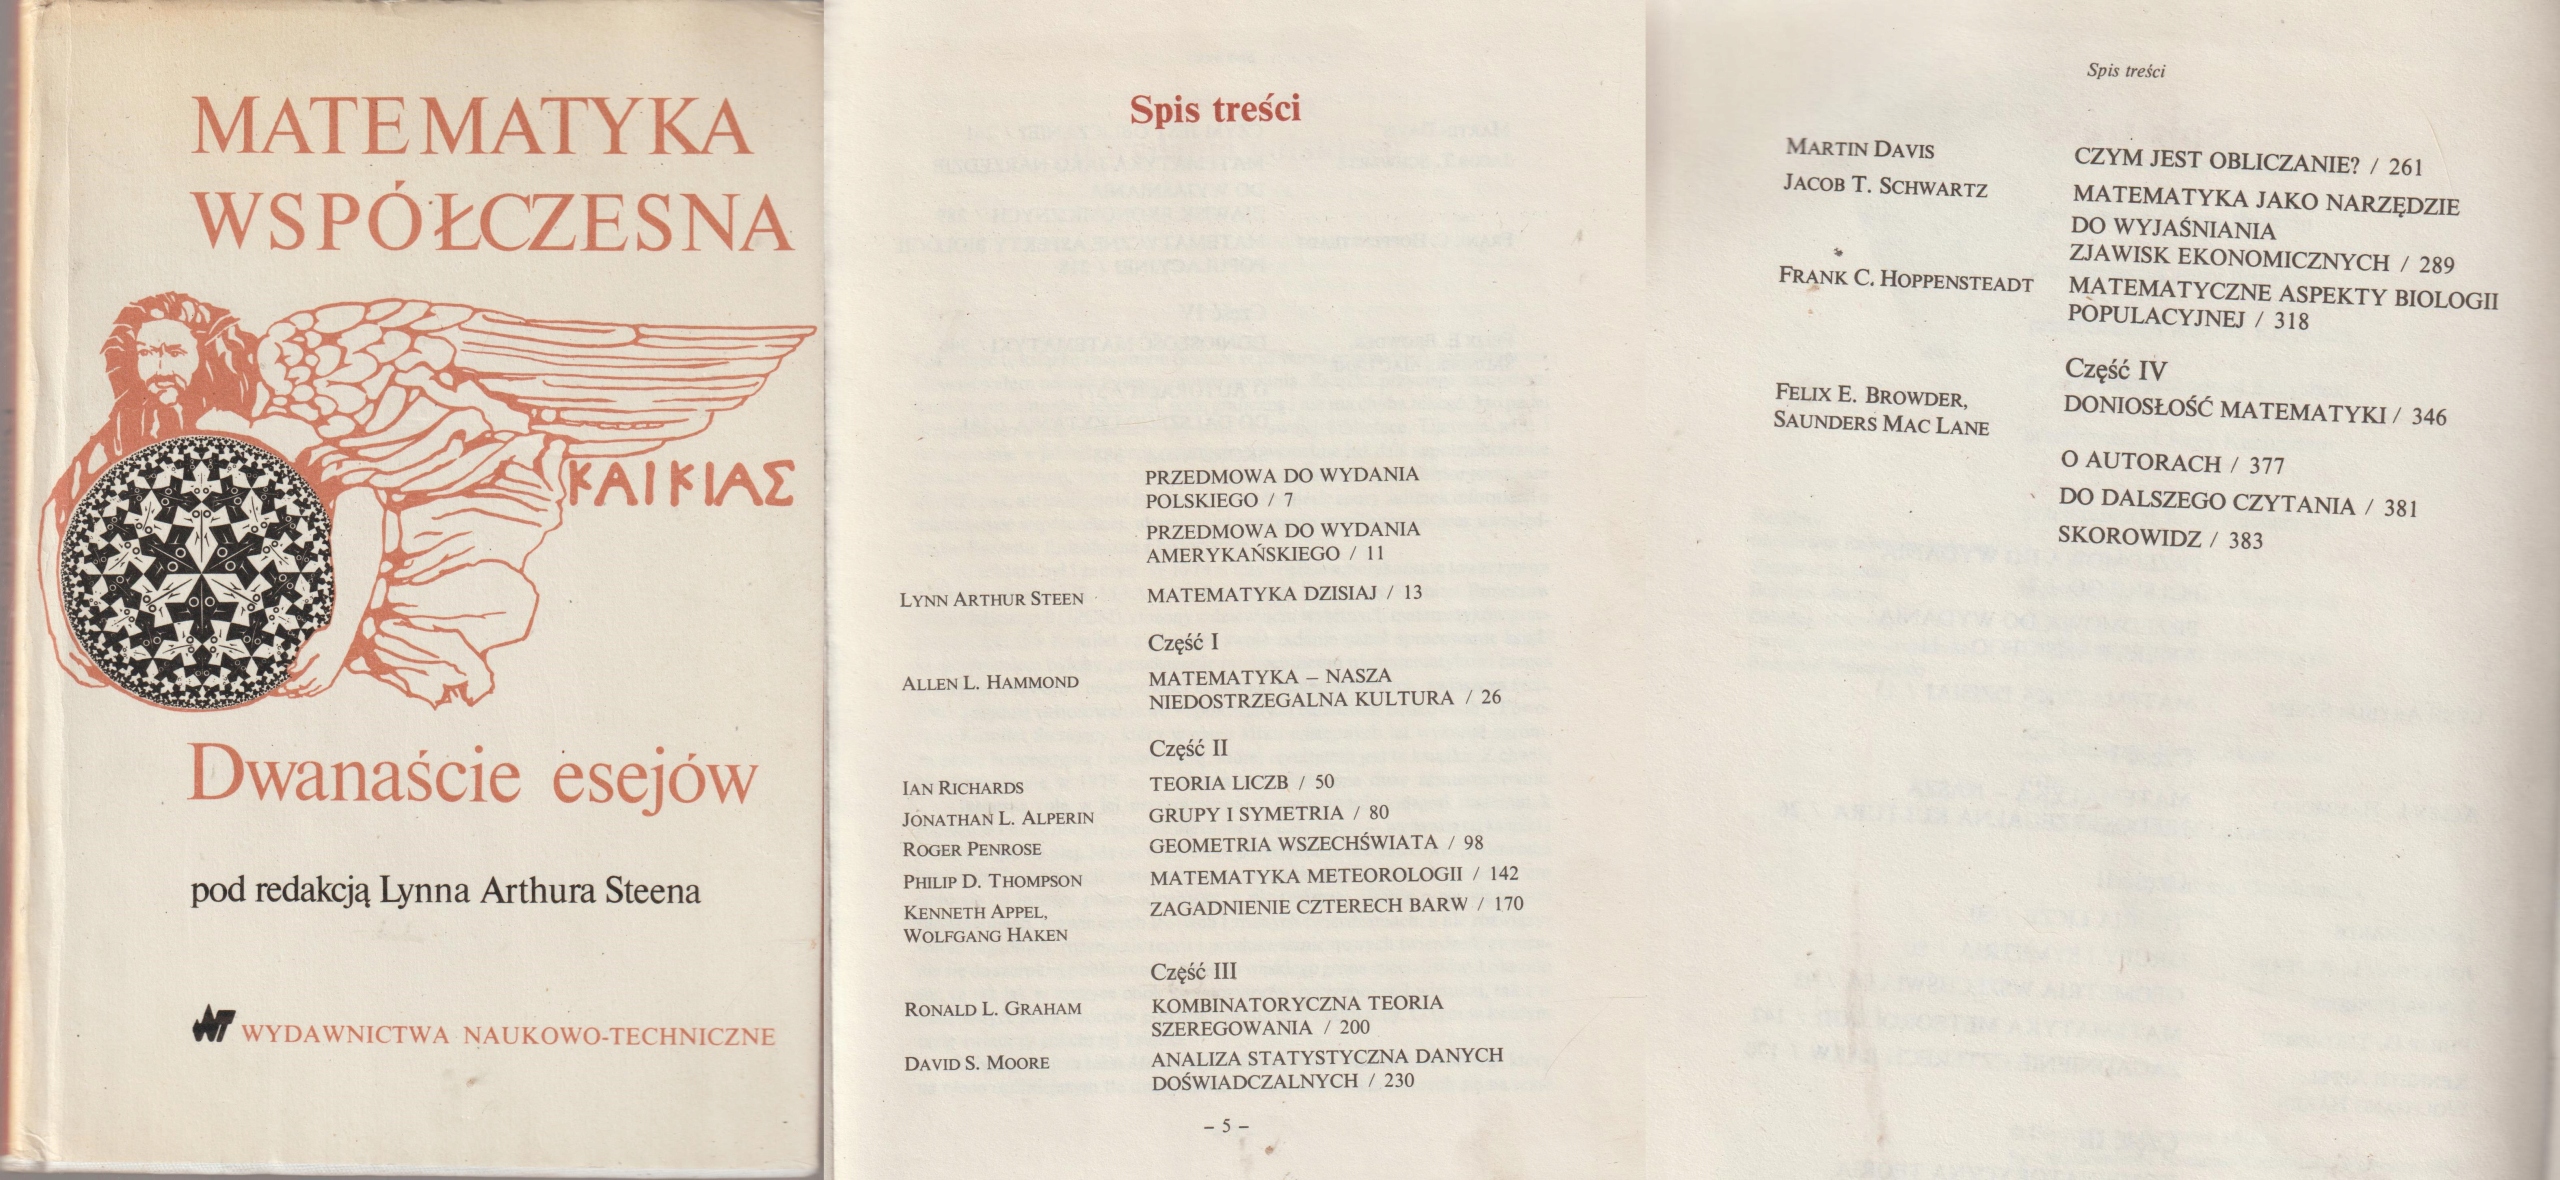 MATEMATYKA
WSPÓŁCZESNA
ΚΑΙΚΙΑΣ
Dwanaście esejów
pod redakcją Lynna Arthura Steena
WNT WYDAWNICTWA NAUKOWO-TECHNICZNE
Spis treści
PRZEDMOWA DO WYDANIA
POLSKIEGO / 7
PRZEDMOWA DO WYDANIA
AMERYKAŃSKIEGO / 11
LYNN ARTHUR STEEN MATEMATYKA DZISIAJ / 13
Część I
ALLEN L. HAMMOND MATEMATYKA – NASZA
NIEDOSTRZEGALNA KULTURA / 26
Część II
IAN RICHARDS TEORIA LICZB / 50
JONATHAN L. ALPERIN GRUPY I SYMETRIA / 80
ROGER PENROSE GEOMETRIA WSZECHŚWIATA / 98
PHILIP D. THOMPSON MATEMATYKA METEOROLOGII / 142
KENNETH APPEL, ZAGADNIENIE CZTERECH BARW / 170
WOLFGANG HAKEN
Część III
RONALD L. GRAHAM KOMBINATORYCZNA TEORIA
SZEREGOWANIA / 200
DAVID S. MOORE ANALIZA STATYSTYCZNA DANYCH
DOŚWIADCZALNYCH / 230
– 5 –
Spis treści
MARTIN DAVIS CZYM JEST OBLICZANIE? / 261
JACOB T. SCHWARTZ MATEMATYKA JAKO NARZĘDZIE
DO WYJAŚNIANIA
ZJAWISK EKONOMICZNYCH / 289
FRANK C. HOPPENSTEADT MATEMATYCZNE ASPEKTY BIOLOGII
POPULACYJNEJ / 318
Część IV
FELIX E. BROWDER, DONIOSŁOŚĆ MATEMATYKI / 346
SAUNDERS MAC LANE
O AUTORACH / 377
DO DALSZEGO CZYTANIA / 381
SKOROWIDZ / 383